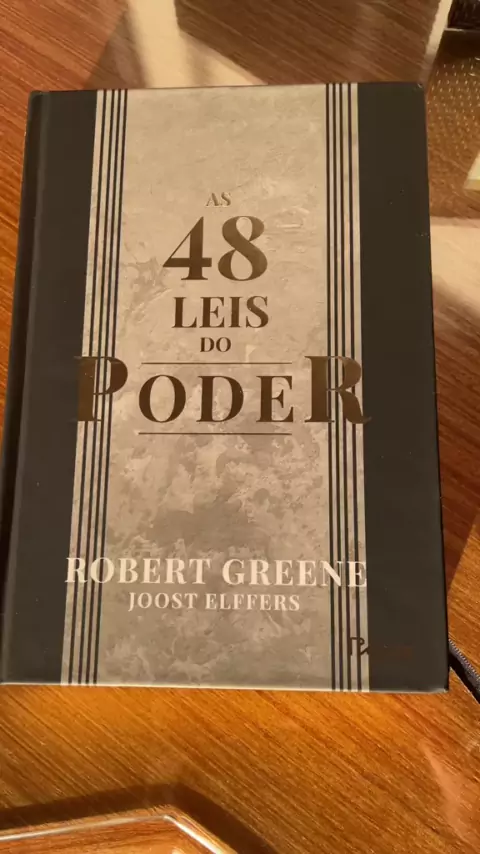 AS
48
LEIS
DO
PODER
ROBERT GREENE
JOOST ELFFERS